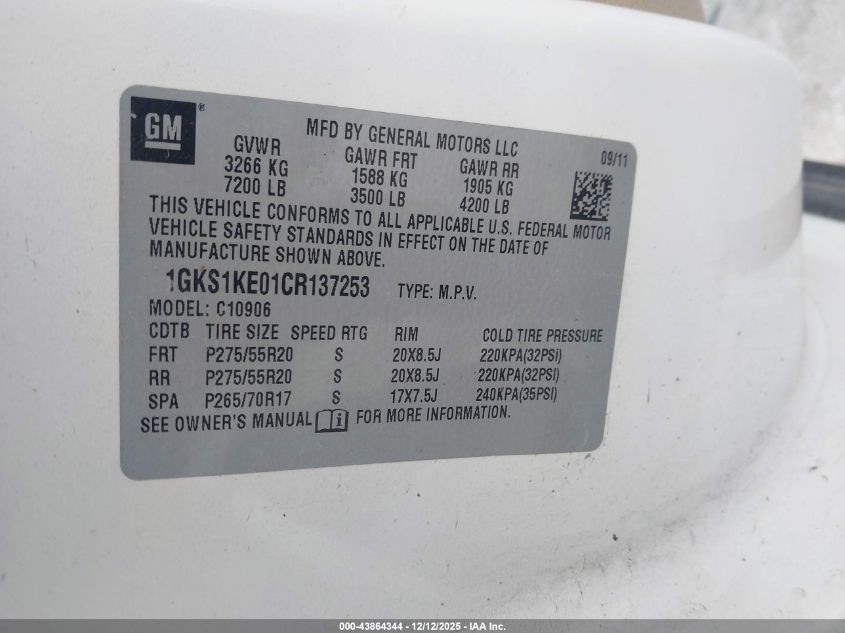 GM ®
MFD BY GENERAL MOTORS LLC
09/11
GVWR GAWR FRT GAWR RR
3266 KG 1588 KG 1905 KG
7200 LB 3500 LB 4200 LB
THIS VEHICLE CONFORMS TO ALL APPLICABLE U.S. FEDERAL MOTOR
VEHICLE SAFETY STANDARDS IN EFFECT ON THE DATE OF
MANUFACTURE SHOWN ABOVE.
1GKS1KE01CR137253 TYPE: M.P.V.
MODEL: C10906
CDTB TIRE SIZE SPEED RTG RIM COLD TIRE PRESSURE
FRT P275/55R20 S 20X8.5J 220KPA(32PSI)
RR P275/55R20 S 20X8.5J 220KPA(32PSI)
SPA P265/70R17 S 17X7.5J 240KPA(35PSI)
SEE OWNER'S MANUAL i FOR MORE INFORMATION.
000-43864344 - 12/12/2025 - IAA Inc.